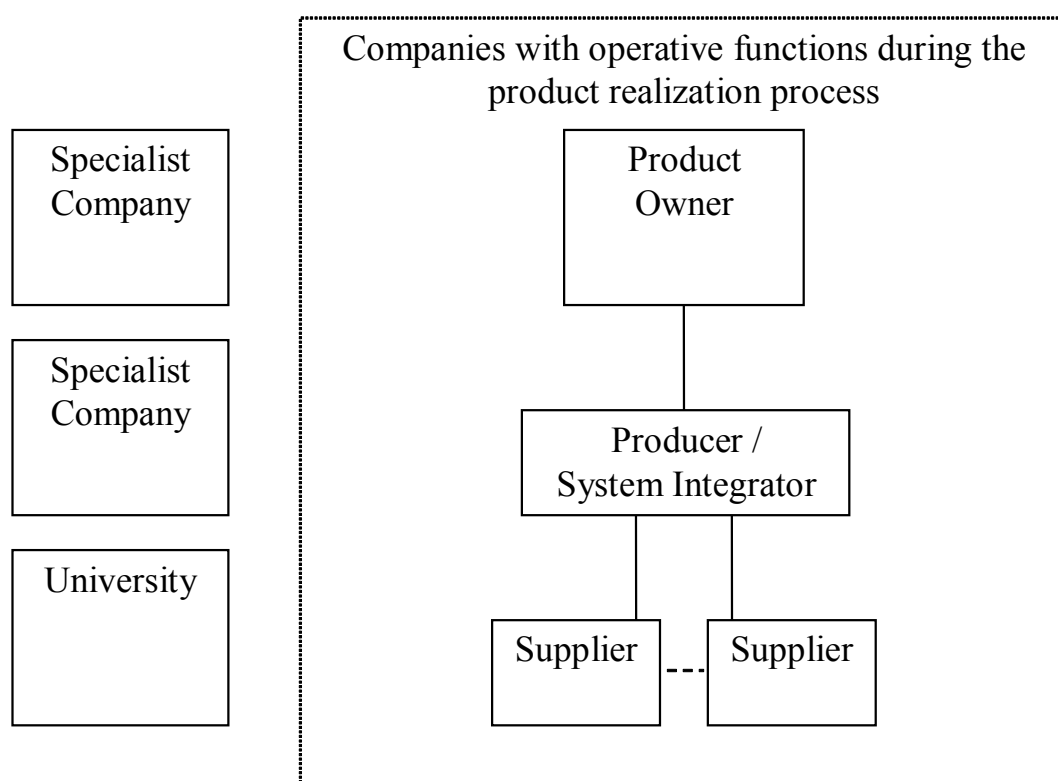 Companies with operative functions during the
product realization process
Specialist
Company
Product
Owner
Specialist
Company
Producer /
System Integrator
University
Supplier
Supplier